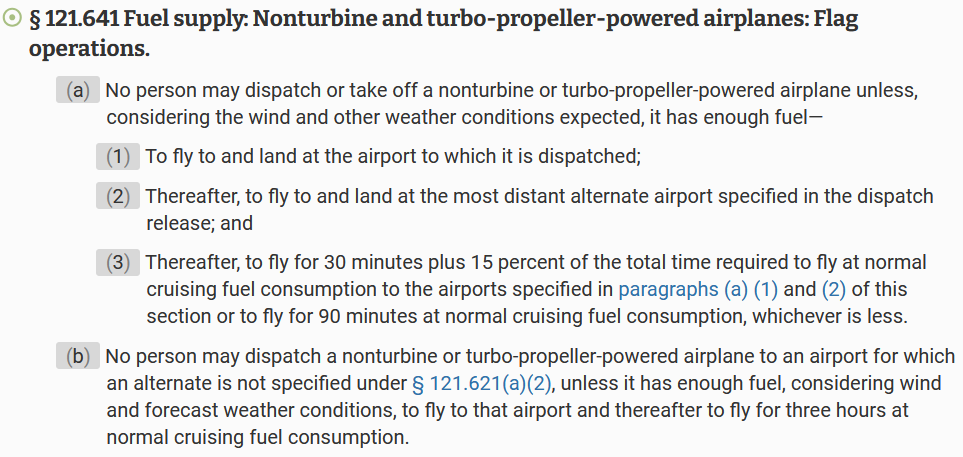 § 121.641 Fuel supply: Nonturbine and turbo-propeller-powered airplanes: Flag
operations.
(a) No person may dispatch or take off a nonturbine or turbo-propeller-powered airplane unless,
considering the wind and other weather conditions expected, it has enough fuel—
(1) To fly to and land at the airport to which it is dispatched;
(2) Thereafter, to fly to and land at the most distant alternate airport specified in the dispatch
release; and
(3) Thereafter, to fly for 30 minutes plus 15 percent of the total time required to fly at normal
cruising fuel consumption to the airports specified in paragraphs (a) (1) and (2) of this
section or to fly for 90 minutes at normal cruising fuel consumption, whichever is less.
(b) No person may dispatch a nonturbine or turbo-propeller-powered airplane to an airport for which
an alternate is not specified under § 121.621(a)(2), unless it has enough fuel, considering wind
and forecast weather conditions, to fly to that airport and thereafter to fly for three hours at
normal cruising fuel consumption.